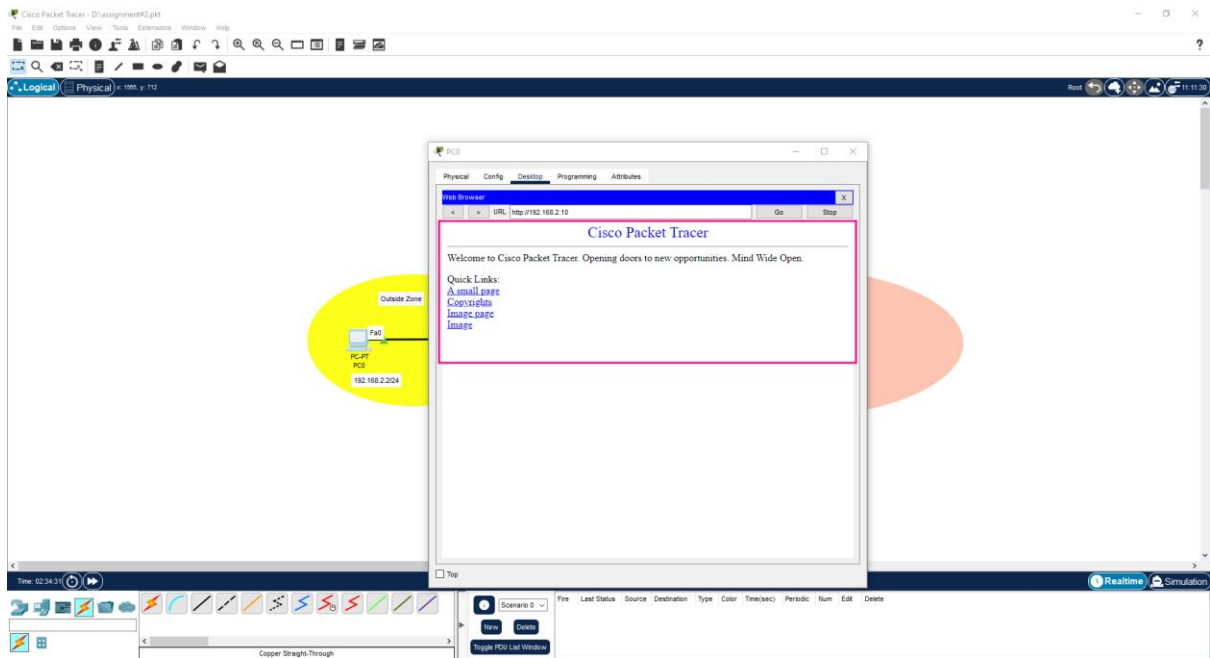 Cisco Packet Tracer - D:\assignment#2.pkt
File Edit Options View Tools Extensions Window Help
?
Logical Physical x: 1566, y: 712 Root 11:11:30
PC0
Physical Config Desktop Programming Attributes
Web Browser X
< > URL http://192.168.2.10 Go Stop
Cisco Packet Tracer
Welcome to Cisco Packet Tracer. Opening doors to new opportunities. Mind Wide Open.
Quick Links:
A small page
Copyrights
Image page
Image
Outside Zone
Fa0
PC-PT
PC0
192.168.2.2/24
Top
Time: 02:34:31 Realtime Simulation
Scenario 0 Fire Last Status Source Destination Type Color Time(sec) Periodic Num Edit Delete
New Delete
Toggle PDU List Window
Copper Straight-Through